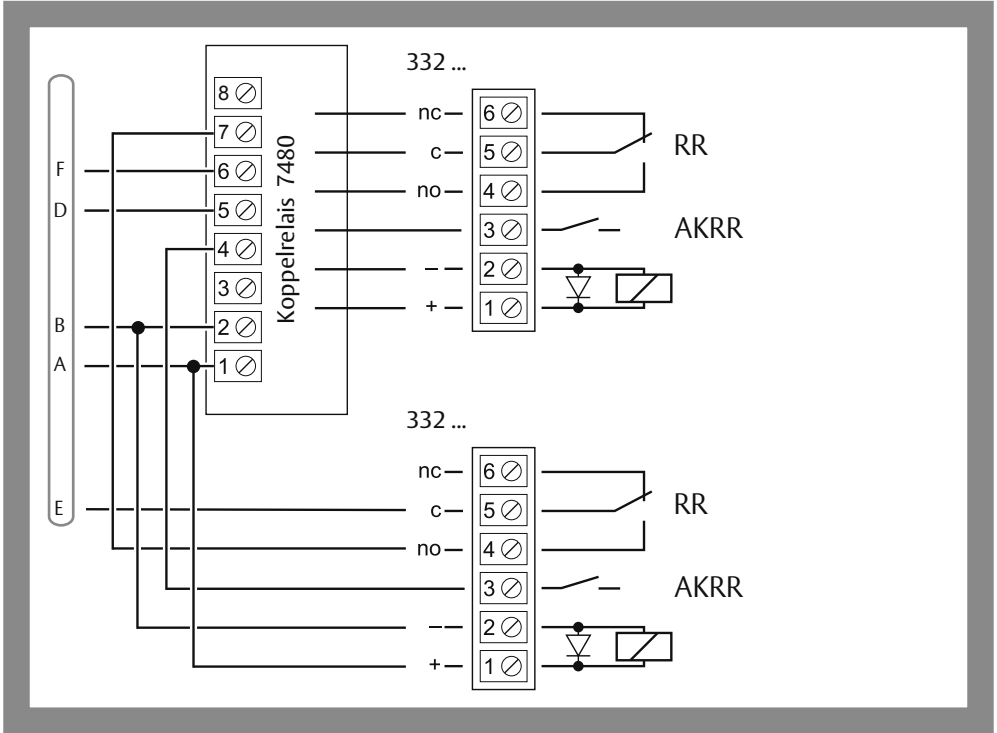 332 ...
8
7
6
5
4
3
2
1
Koppelrelais 7480
F
D
B
A
E
nc 6
c 5
no 4
3
– 2
+ 1
RR
AKRR
332 ...
nc 6
c 5
no 4
3
– 2
+ 1
RR
AKRR